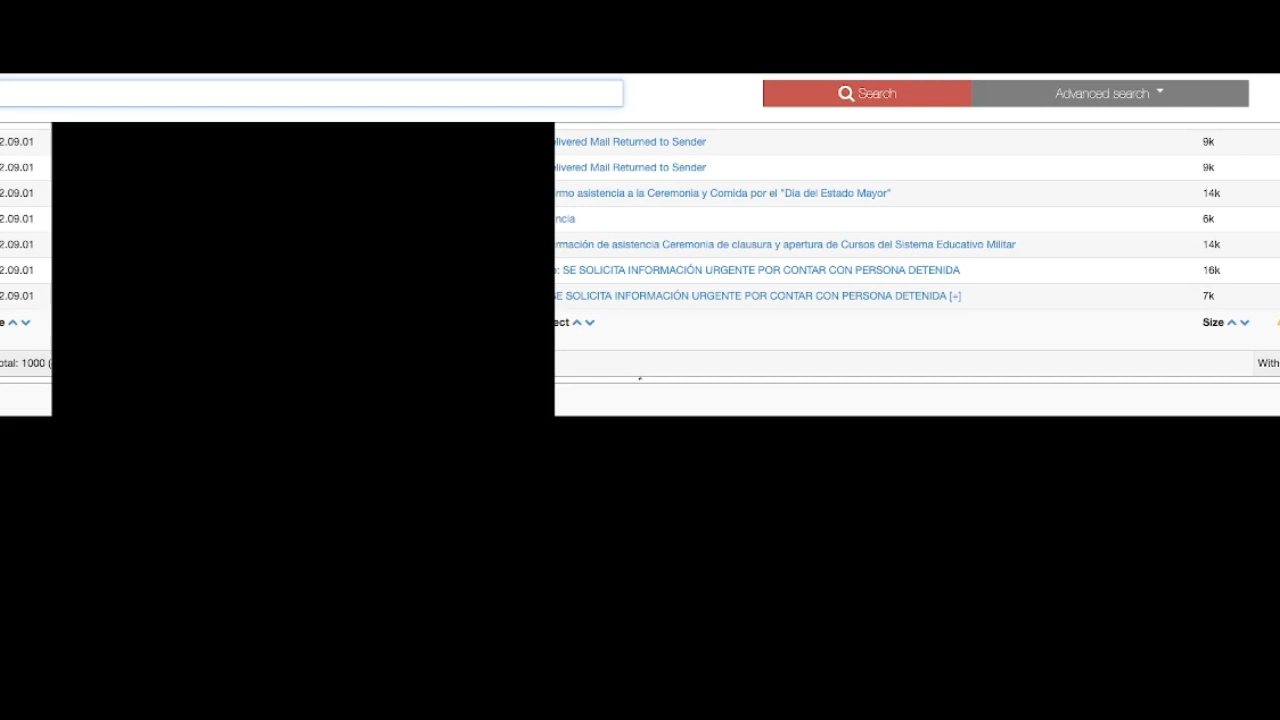 Search Advanced search
2.09.01 livered Mail Returned to Sender 9k
2.09.01 livered Mail Returned to Sender 9k
2.09.01 rmo asistencia a la Ceremonia y Comida por el "Día del Estado Mayor" 14k
2.09.01 ncia 6k
2.09.01 rmación de asistencia Ceremonia de clausura y apertura de Cursos del Sistema Educativo Militar 14k
2.09.01 : SE SOLICITA INFORMACIÓN URGENTE POR CONTAR CON PERSONA DETENIDA 16k
2.09.01 SE SOLICITA INFORMACIÓN URGENTE POR CONTAR CON PERSONA DETENIDA [+] 7k
e ect Size
otal: 1000 ( With